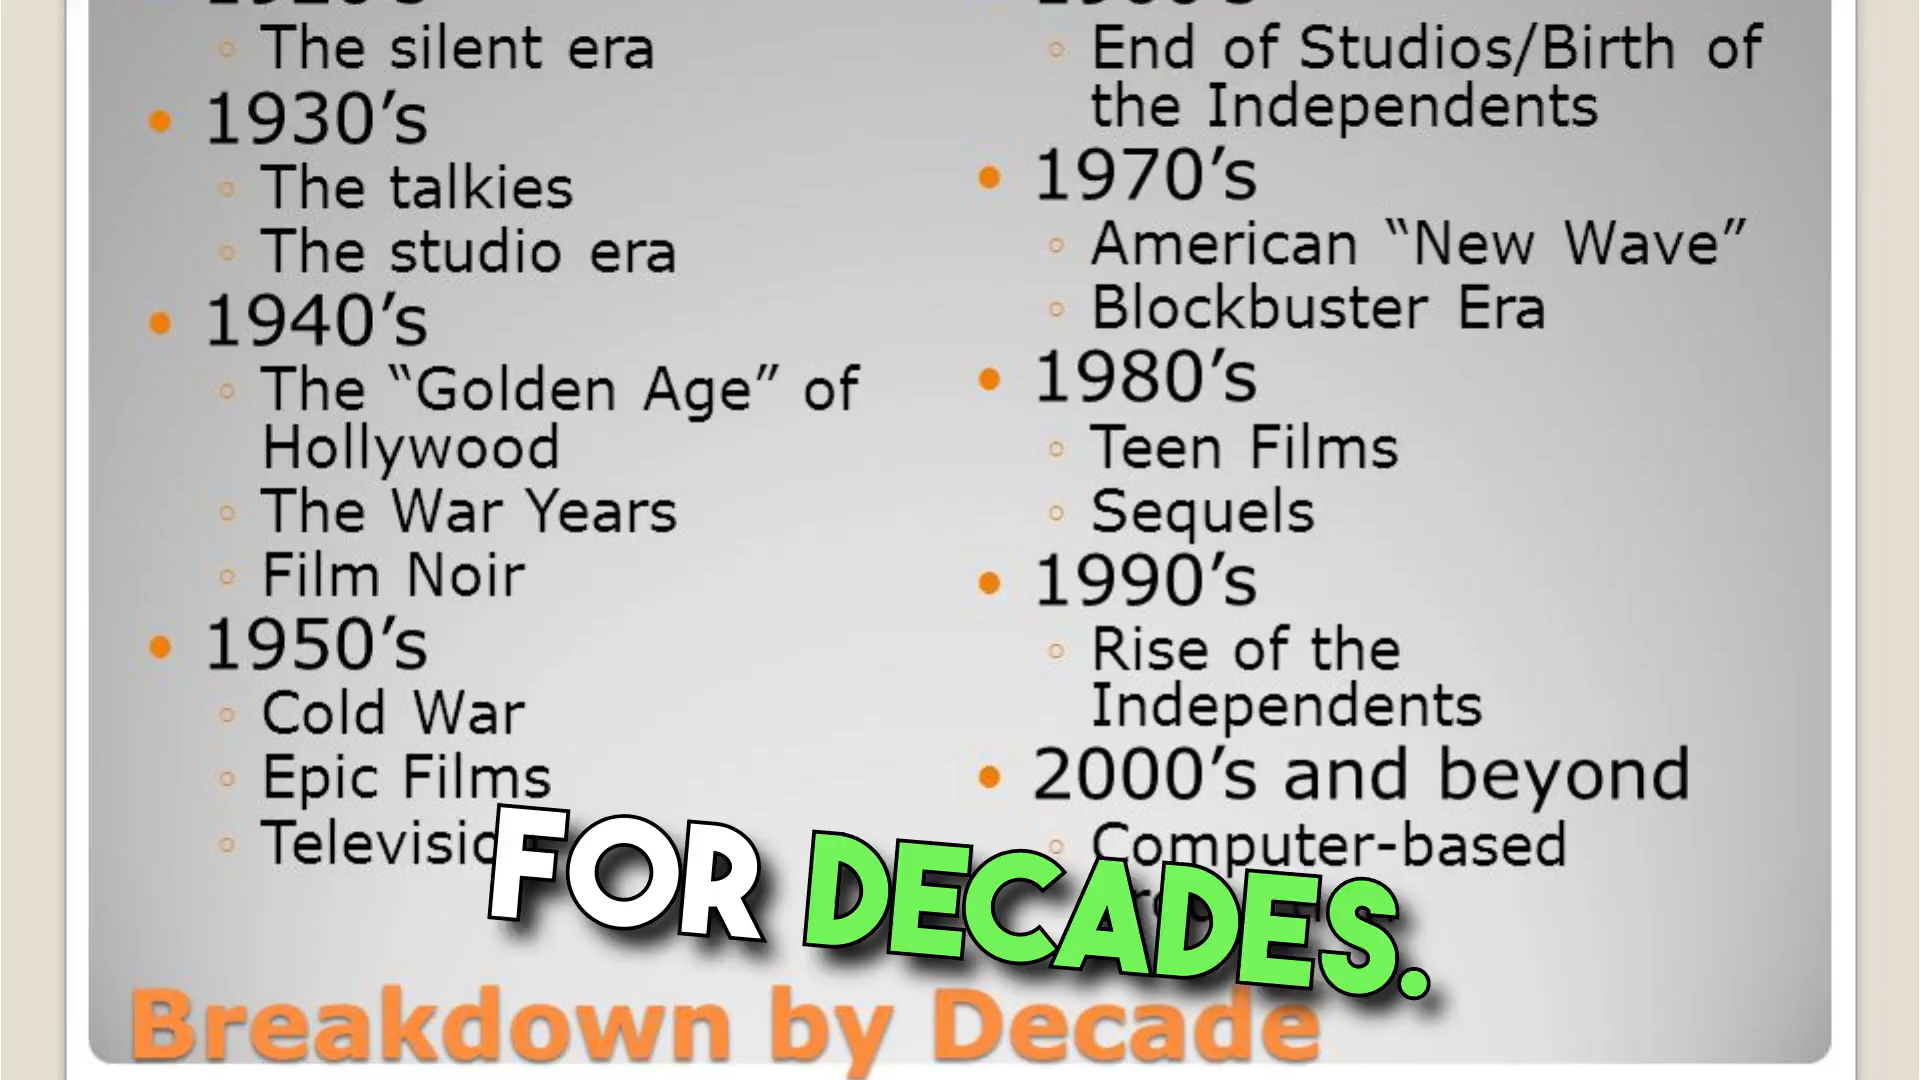 The silent era
• 1930’s
◦ The talkies
◦ The studio era
• 1940’s
◦ The “Golden Age” of
Hollywood
◦ The War Years
◦ Film Noir
• 1950’s
◦ Cold War
◦ Epic Films
End of Studios/Birth of
the Independents
• 1970’s
◦ American “New Wave”
◦ Blockbuster Era
• 1980’s
◦ Teen Films
◦ Sequels
• 1990’s
◦ Rise of the
Independents
• 2000’s and beyond
◦ Computer-based
FOR DECADES.
Breakdown by Decade